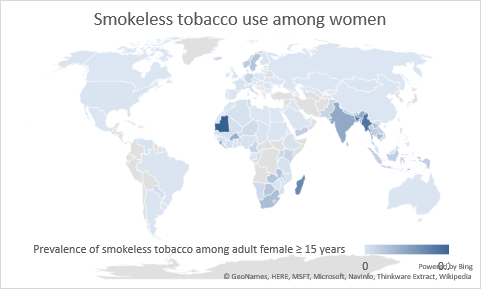 Smokeless tobacco use among women
Prevalence of smokeless tobacco among adult female ≥ 15 years
0
Powered by Bing
© GeoNames, HERE, MSFT, Microsoft, Navinfo, Thinkware Extract, Wikipedia